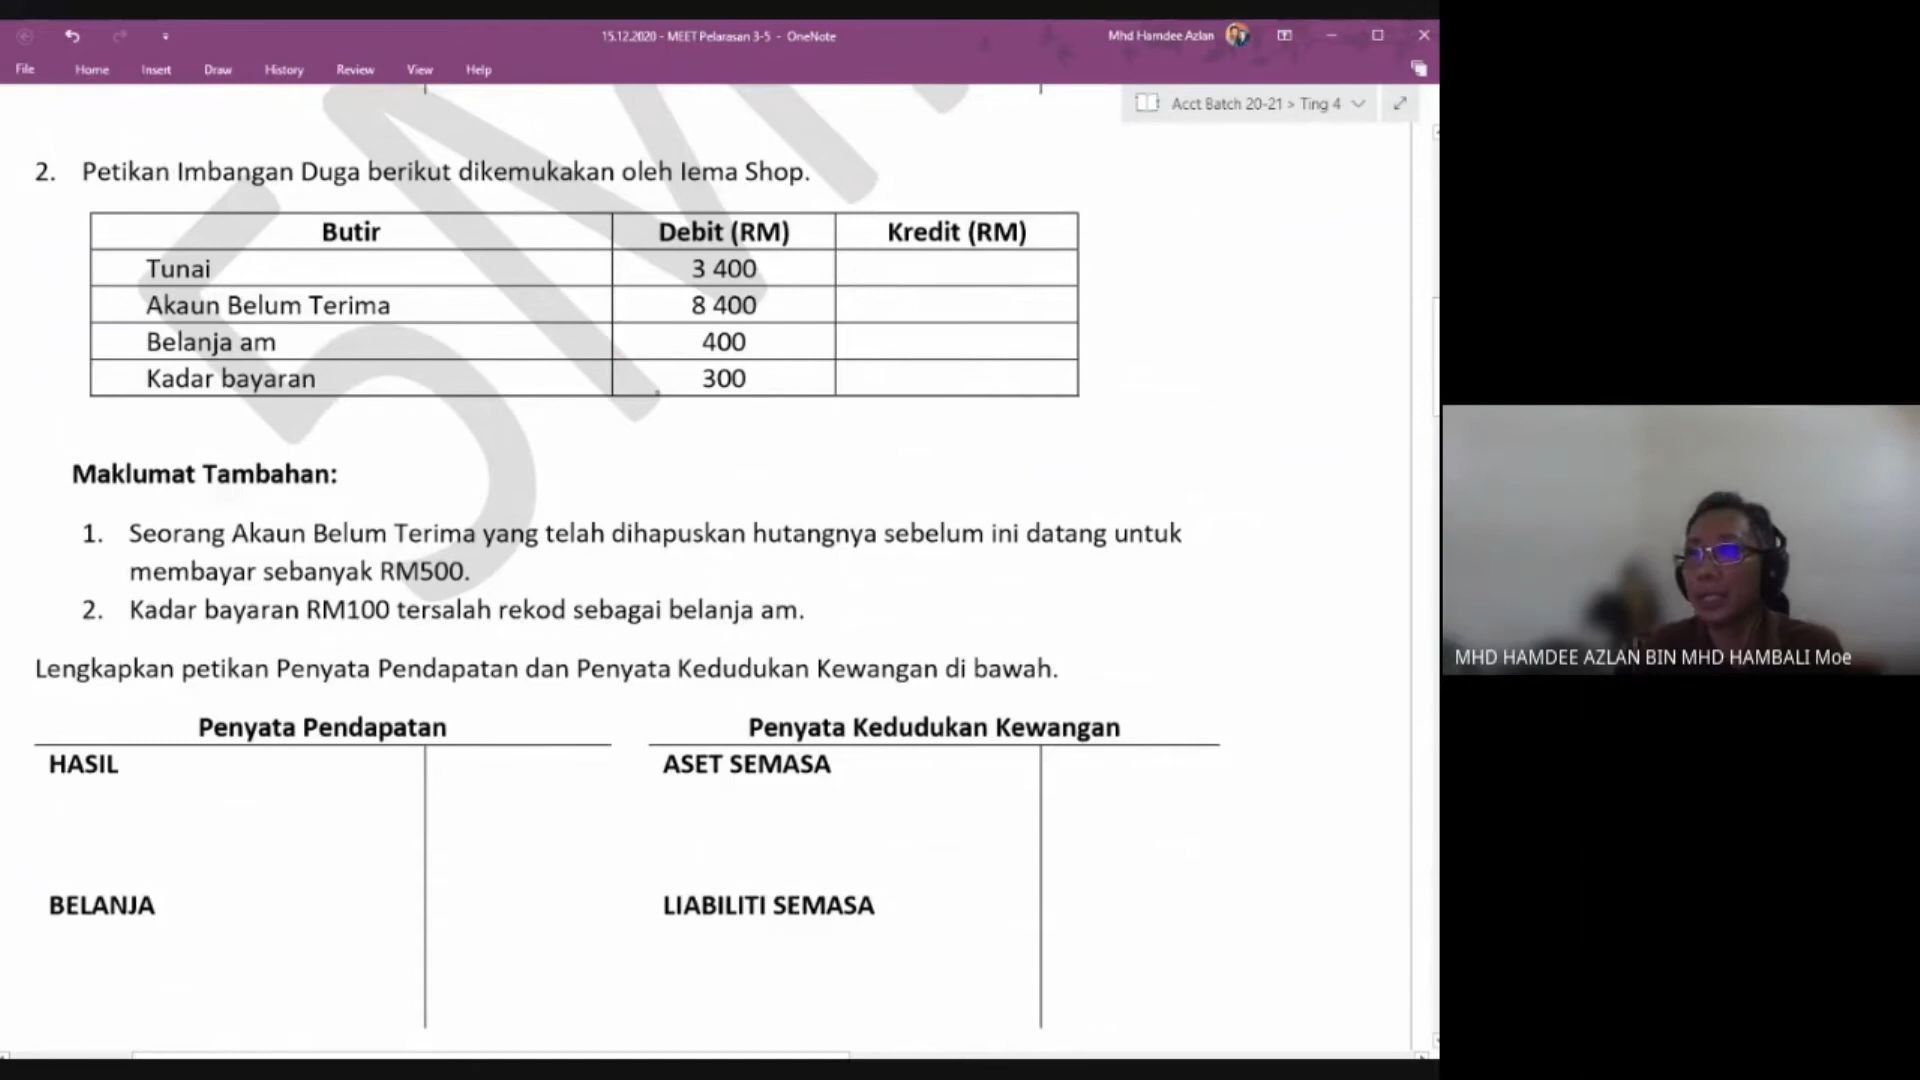 15.12.2020 - MEET Pelarasan 3-5 - OneNote
Mhd Hamdee Azlan
File Home Insert Draw History Review View Help
Acct Batch 20-21 > Ting 4
2. Petikan Imbangan Duga berikut dikemukakan oleh Iema Shop.
Butir Debit (RM) Kredit (RM)
Tunai 3 400
Akaun Belum Terima 8 400
Belanja am 400
Kadar bayaran 300
Maklumat Tambahan:
1. Seorang Akaun Belum Terima yang telah dihapuskan hutangnya sebelum ini datang untuk
membayar sebanyak RM500.
2. Kadar bayaran RM100 tersalah rekod sebagai belanja am.
Lengkapkan petikan Penyata Pendapatan dan Penyata Kedudukan Kewangan di bawah.
Penyata Pendapatan Penyata Kedudukan Kewangan
HASIL ASET SEMASA
BELANJA LIABILITI SEMASA
MHD HAMDEE AZLAN BIN MHD HAMBALI Moe